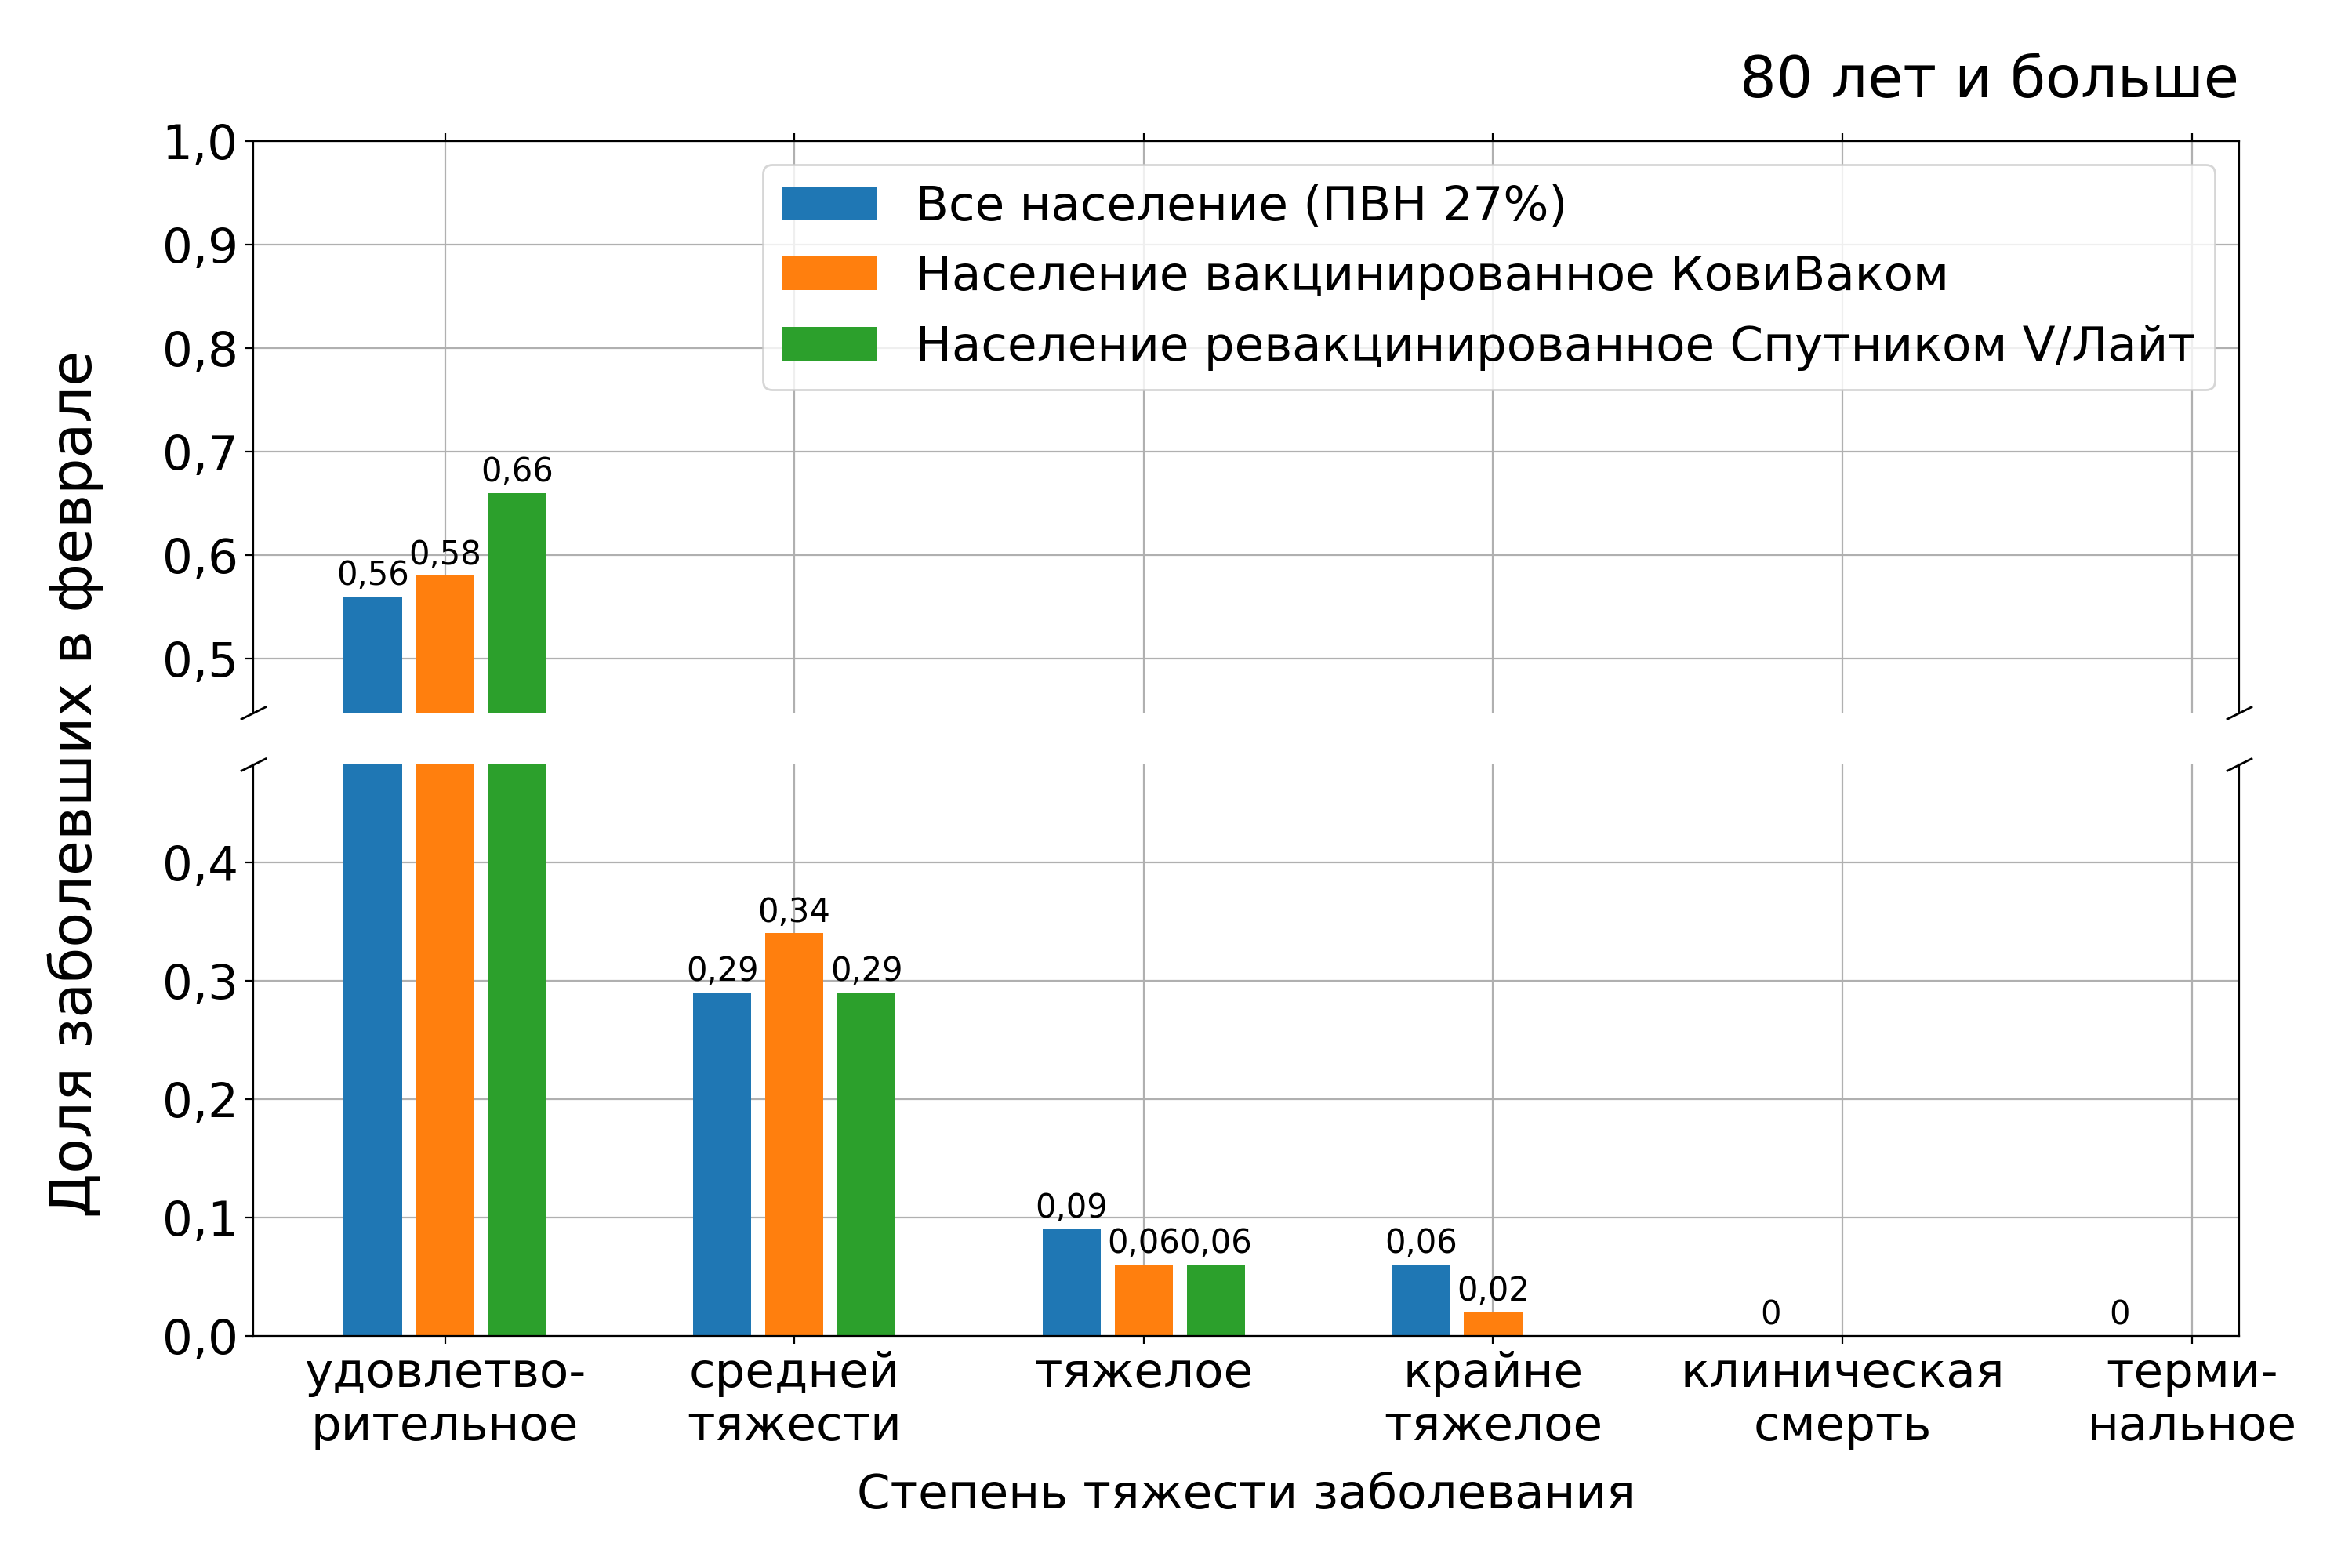 80 лет и больше
Все население (ПВН 27%)
Население вакцинированное КовиВаком
Население ревакцинированное Спутником V/Лайт
Доля заболевших в феврале
1,0
0,9
0,8
0,7
0,6
0,5
0,4
0,3
0,2
0,1
0,0
0,56
0,58
0,66
0,29
0,34
0,29
0,09
0,06
0,06
0,06
0,02
0
0
удовлетво-
рительное
средней
тяжести
тяжелое
крайне
тяжелое
клиническая
смерть
терми-
нальное
Степень тяжести заболевания